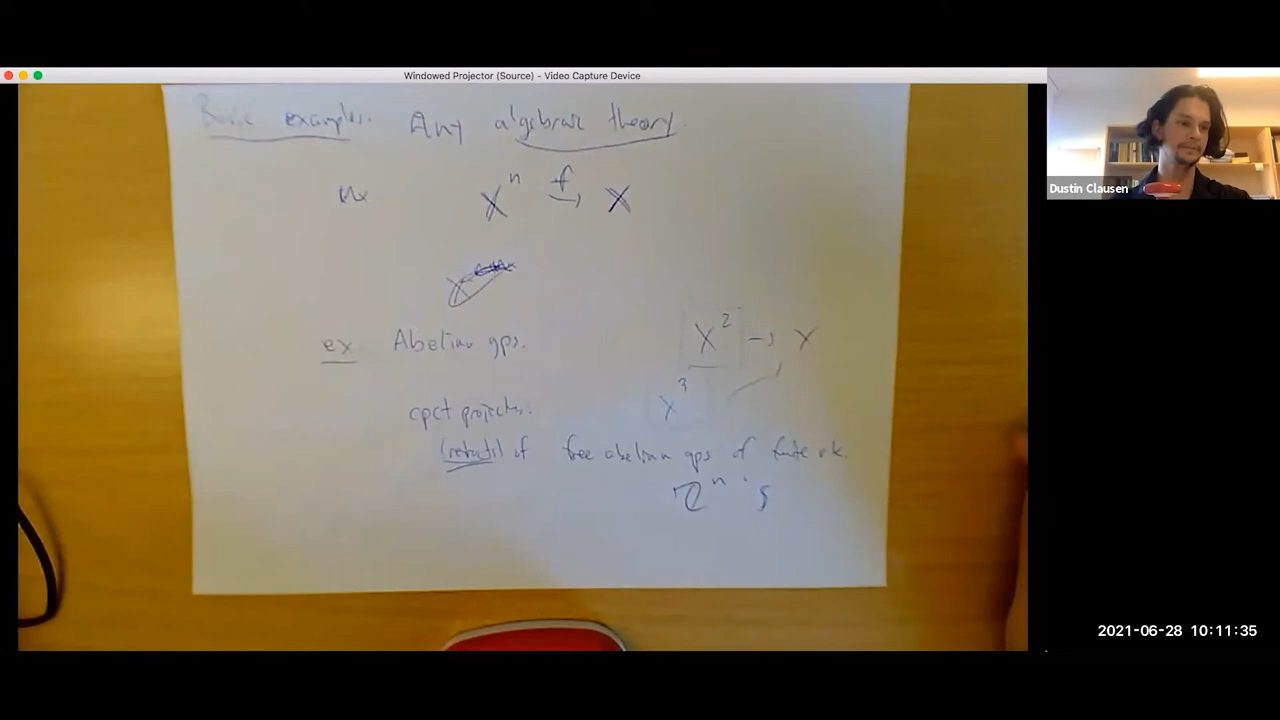 Windowed Projector (Source) - Video Capture Device
Basic examples. Any algebraic theory.
X^n →^f X
Dustin Clausen
ex Abelian gps. X^2 → X
X^3
cpct projectives.
(retracts) of free abelian gps of finite rk.
ℤ^n 's
2021-06-28 10:11:35